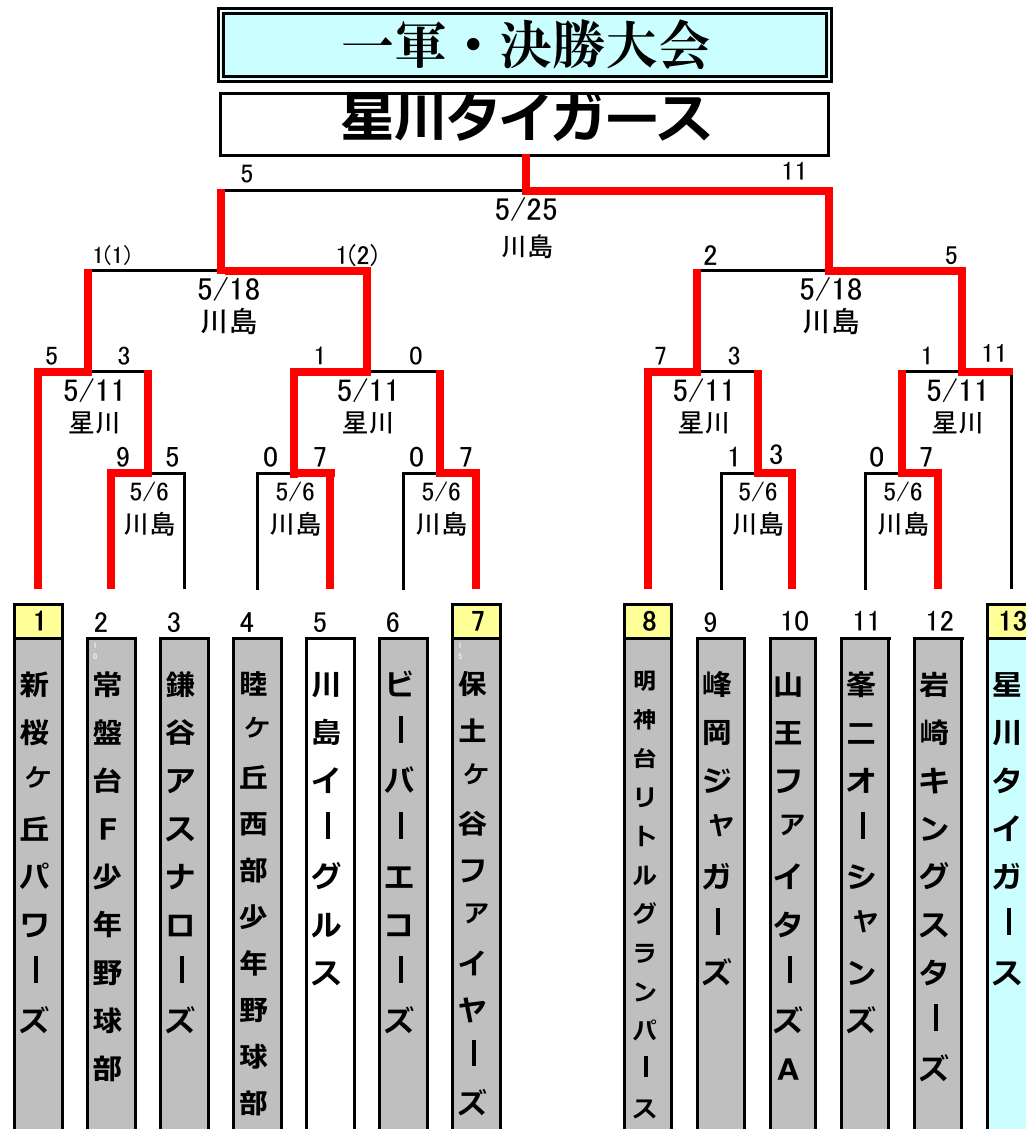 一軍・決勝大会
星川タイガース
5 11
5/25
川島
1(1) 1(2) 2 5
5/18 5/18
川島 川島
5 3 1 0 7 3 1 11
5/11 5/11 5/11 5/11
星川 星川 星川 星川
9 5 0 7 0 7 1 3 0 7
5/6 5/6 5/6 5/6 5/6
川島 川島 川島 川島 川島
1 2 3 4 5 6 7 8 9 10 11 12 13
新桜ヶ丘パワーズ
常盤台F少年野球部
鎌谷アスナローズ
睦ケ丘西部少年野球部
川島イーグルス
ビーバーエコーズ
保土ケ谷ファイヤーズ
明神台リトルグランパース
峰岡ジャガーズ
山王ファイターズA
峯二オーシャンズ
岩崎キングスターズ
星川タイガース